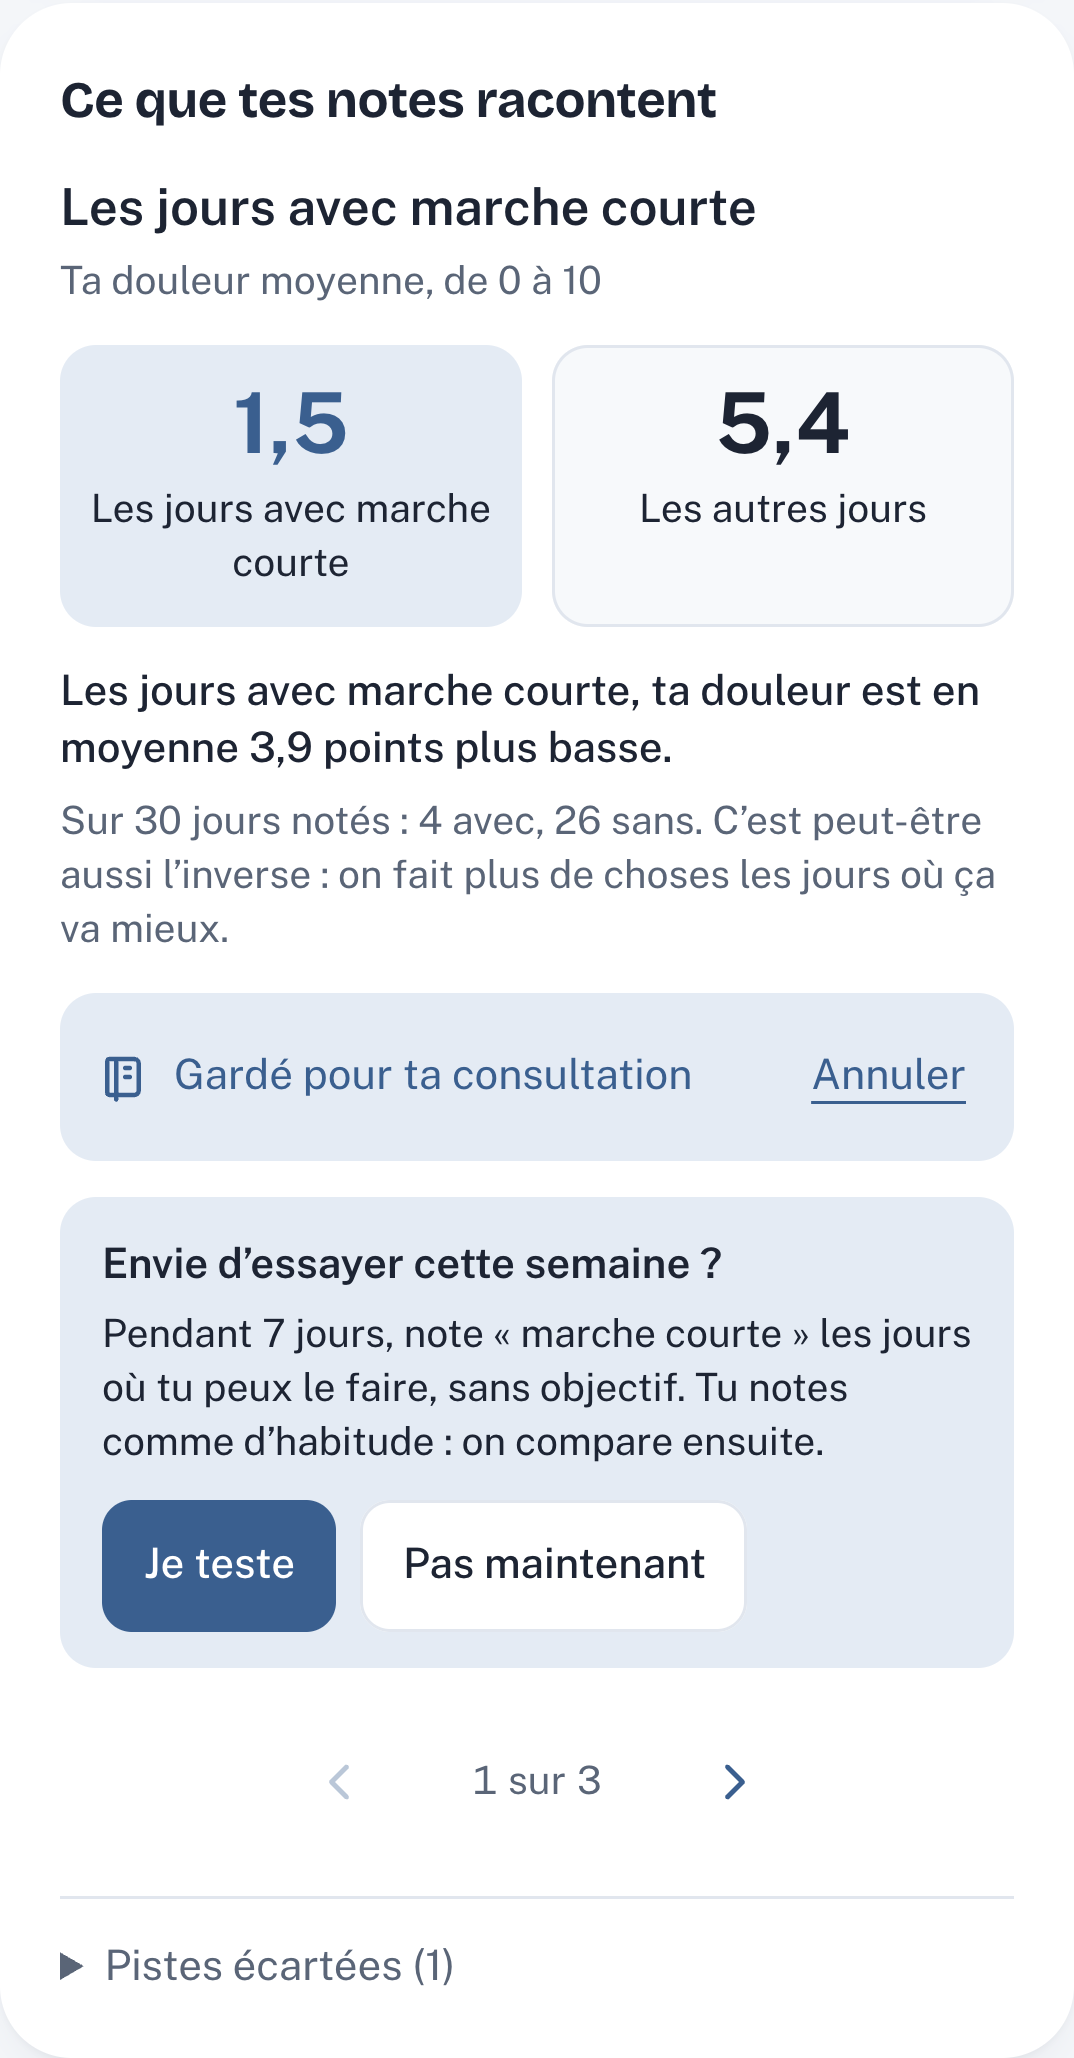 Ce que tes notes racontent
Les jours avec marche courte
Ta douleur moyenne, de 0 à 10
1,5
Les jours avec marche
courte
5,4
Les autres jours
Les jours avec marche courte, ta douleur est en
moyenne 3,9 points plus basse.
Sur 30 jours notés : 4 avec, 26 sans. C’est peut-être
aussi l’inverse : on fait plus de choses les jours où ça
va mieux.
Gardé pour ta consultation
Annuler
Envie d’essayer cette semaine ?
Pendant 7 jours, note « marche courte » les jours
où tu peux le faire, sans objectif. Tu notes
comme d’habitude : on compare ensuite.
Je teste
Pas maintenant
1 sur 3
Pistes écartées (1)